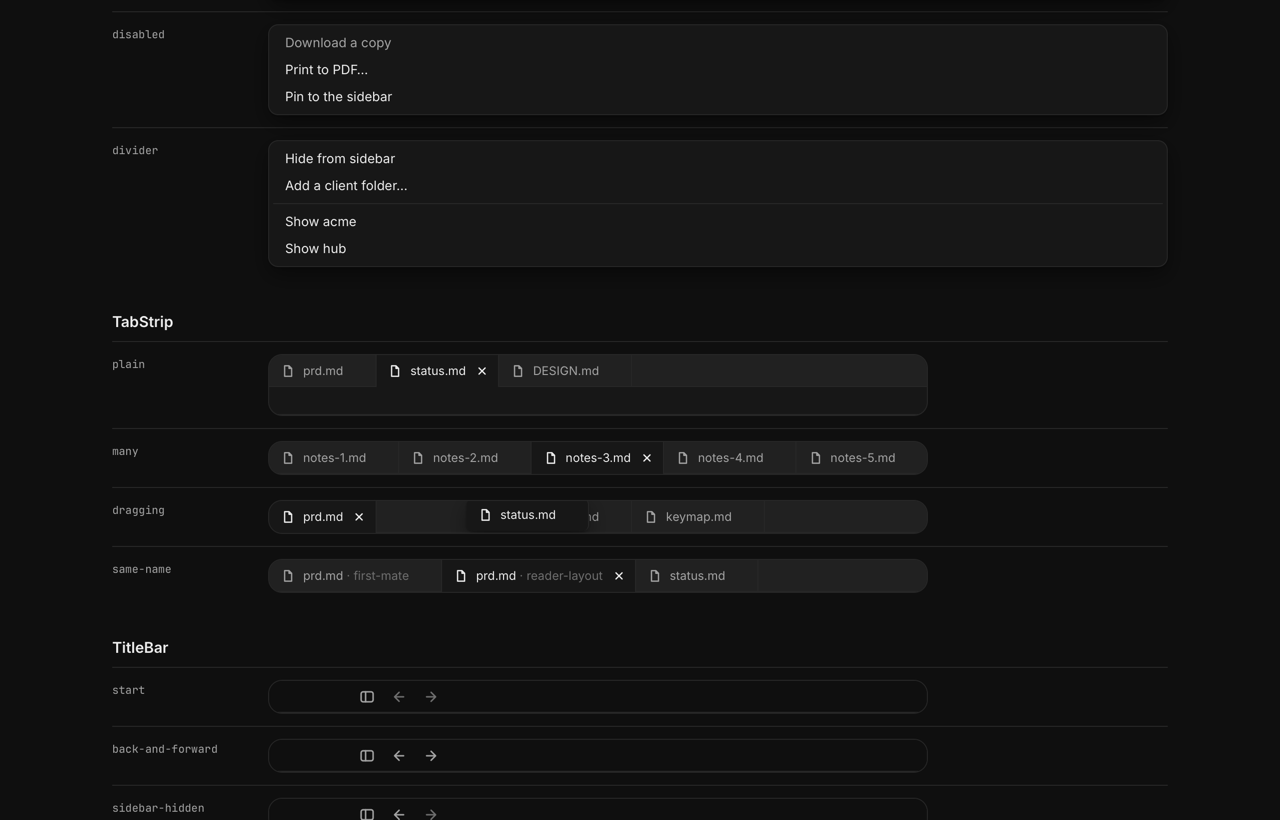 disabled
Download a copy
Print to PDF...
Pin to the sidebar
divider
Hide from sidebar
Add a client folder...
Show acme
Show hub
TabStrip
plain
prd.md status.md DESIGN.md
many
notes-1.md notes-2.md notes-3.md notes-4.md notes-5.md
dragging
prd.md status.md keymap.md
same-name
prd.md · first-mate prd.md · reader-layout status.md
TitleBar
start
back-and-forward
sidebar-hidden